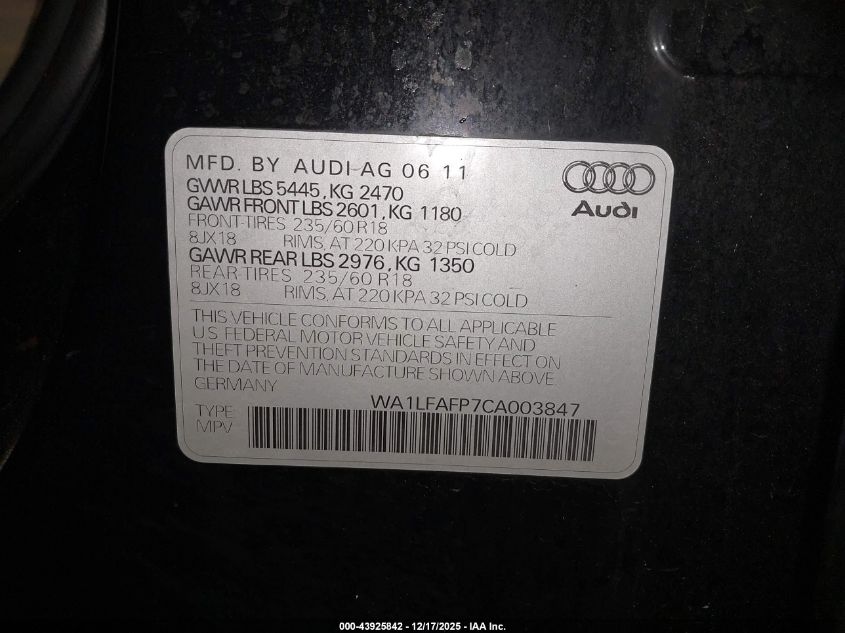 MFD. BY AUDI-AG 06 11
GVWR LBS 5445, KG 2470
GAWR FRONT LBS 2601, KG 1180
FRONT-TIRES 235/60 R18
8JX18 RIMS, AT 220 KPA 32 PSI COLD
GAWR REAR LBS 2976, KG 1350
REAR-TIRES 235/60 R18
8JX18 RIMS, AT 220 KPA 32 PSI COLD
Audi
THIS VEHICLE CONFORMS TO ALL APPLICABLE
U.S. FEDERAL MOTOR VEHICLE SAFETY AND
THEFT PREVENTION STANDARDS IN EFFECT ON
THE DATE OF MANUFACTURE SHOWN ABOVE.
GERMANY
WA1LFAFP7CA003847
TYPE:
MPV
000-43925842 - 12/17/2025 - IAA Inc.